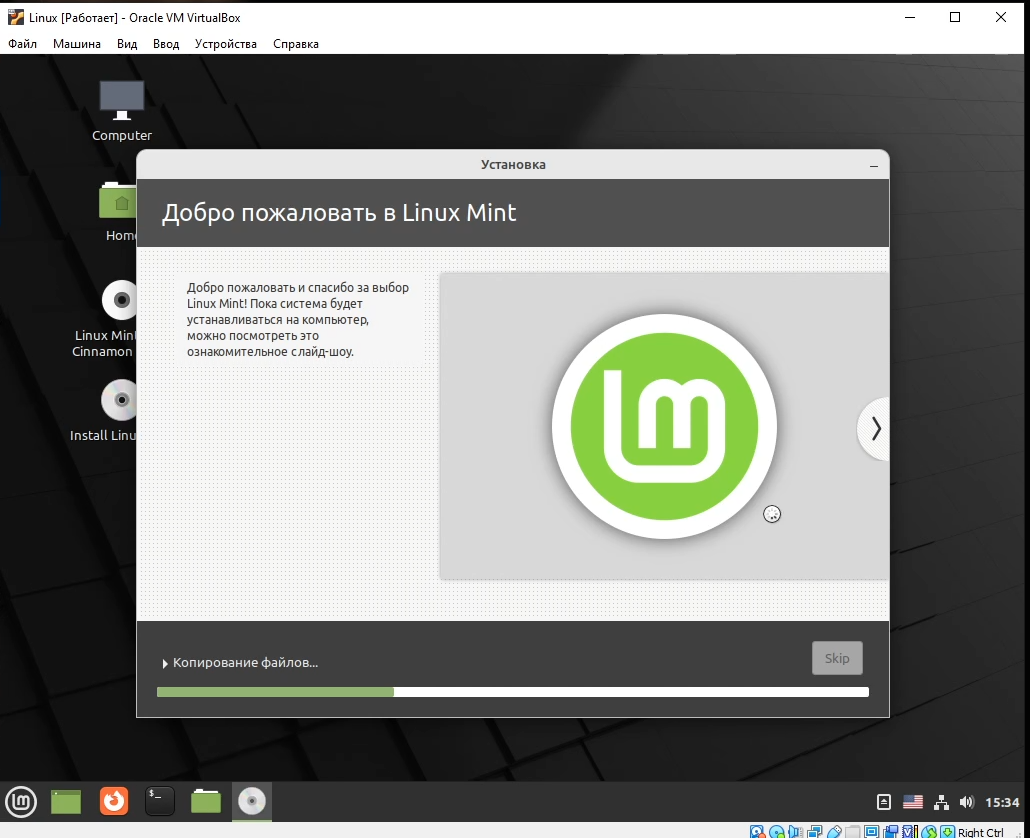 Linux [Работает] - Oracle VM VirtualBox
Файл Машина Вид Ввод Устройства Справка
Computer
Установка
Добро пожаловать в Linux Mint
Home
Добро пожаловать и спасибо за выбор
Linux Mint! Пока система будет
устанавливаться на компьютер,
можно посмотреть это
ознакомительное слайд-шоу.
Linux Mint
Cinnamon
Install Linu
Копирование файлов...
Skip
15:34
Right Ctrl